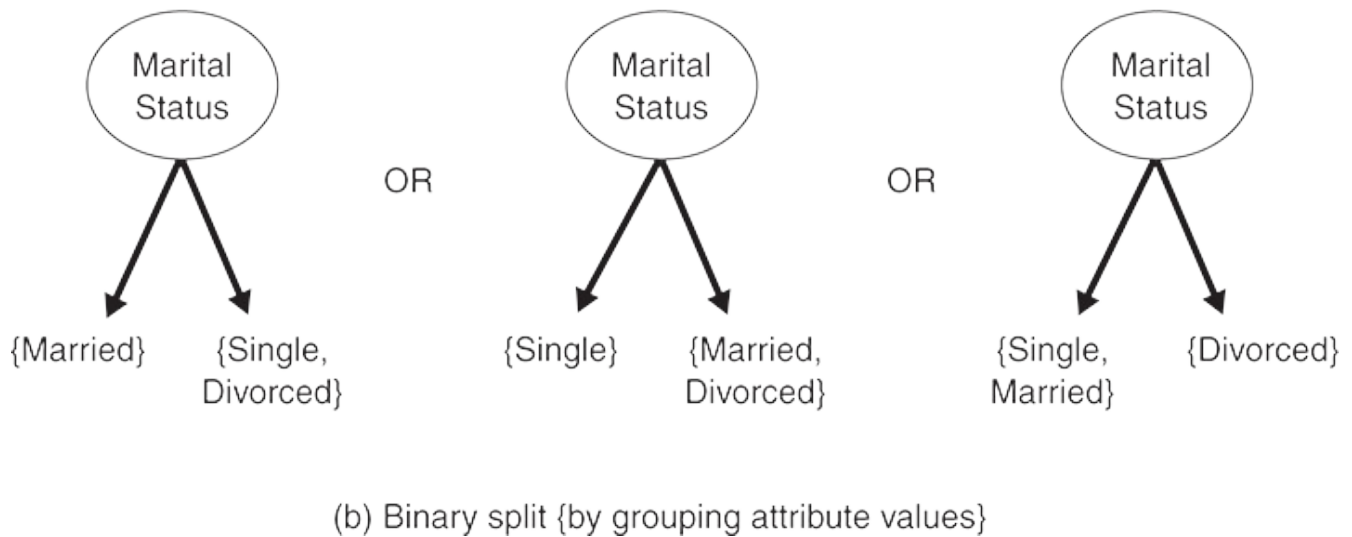 Marital
Status
OR
Marital
Status
OR
Marital
Status
{Married}
{Single,
Divorced}
{Single}
{Married,
Divorced}
{Single,
Married}
{Divorced}
(b) Binary split {by grouping attribute values}